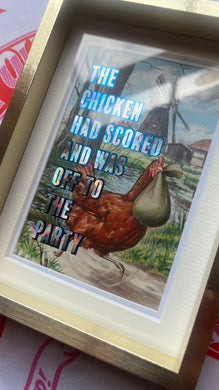 THE
CHICKEN
HAD SCORED
AND WAS
OFF TO
THE
PARTY